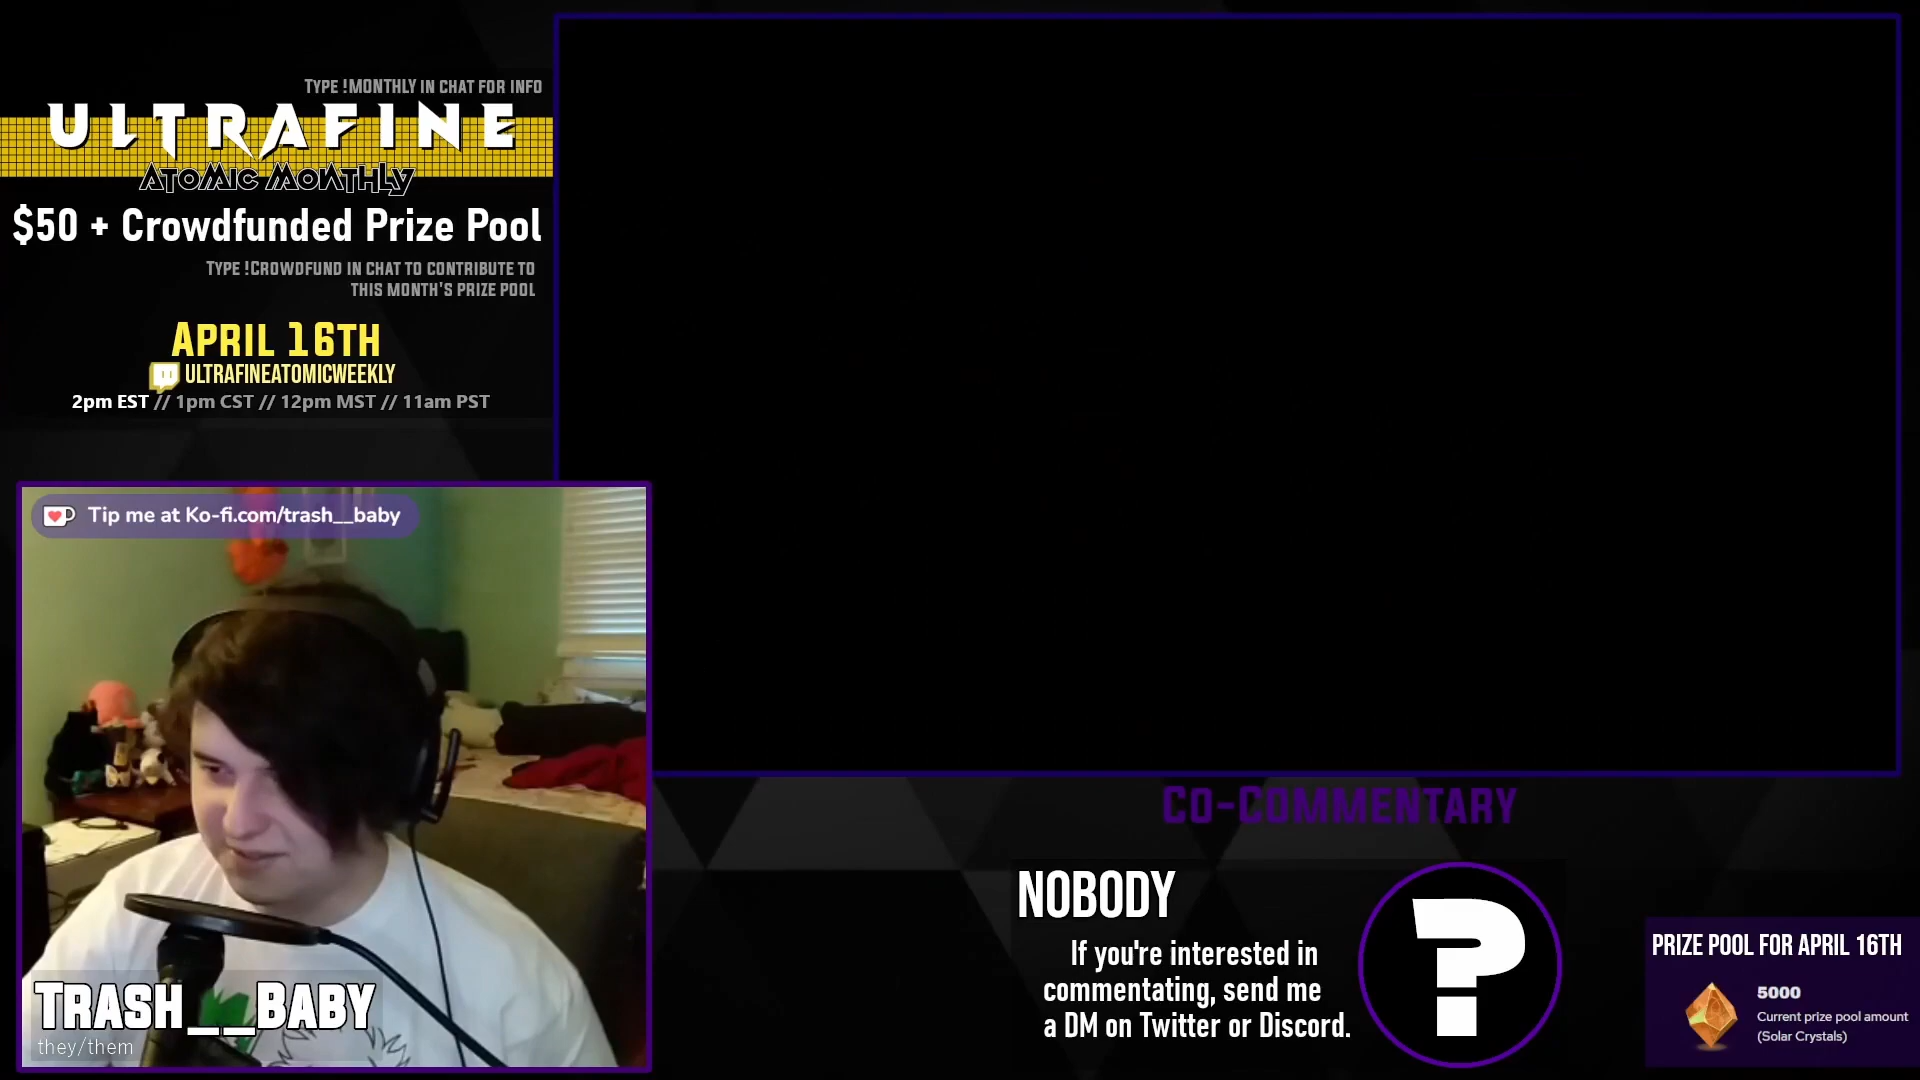 Type !Monthly in chat for info
ULTRAFINE
Atomic Monthly
$50 + Crowdfunded Prize Pool
Type !Crowdfund in chat to contribute to
this month's prize pool
April 16th
ULTRAFINEATOMICWEEKLY
2pm EST // 1pm CST // 12pm MST // 11am PST
Tip me at Ko-fi.com/trash__baby
Trash__Baby
they/them
Co-Commentary
NOBODY
If you're interested in
commentating, send me
a DM on Twitter or Discord.
?
PRIZE POOL FOR APRIL 16TH
5000
Current prize pool amount
(Solar Crystals)